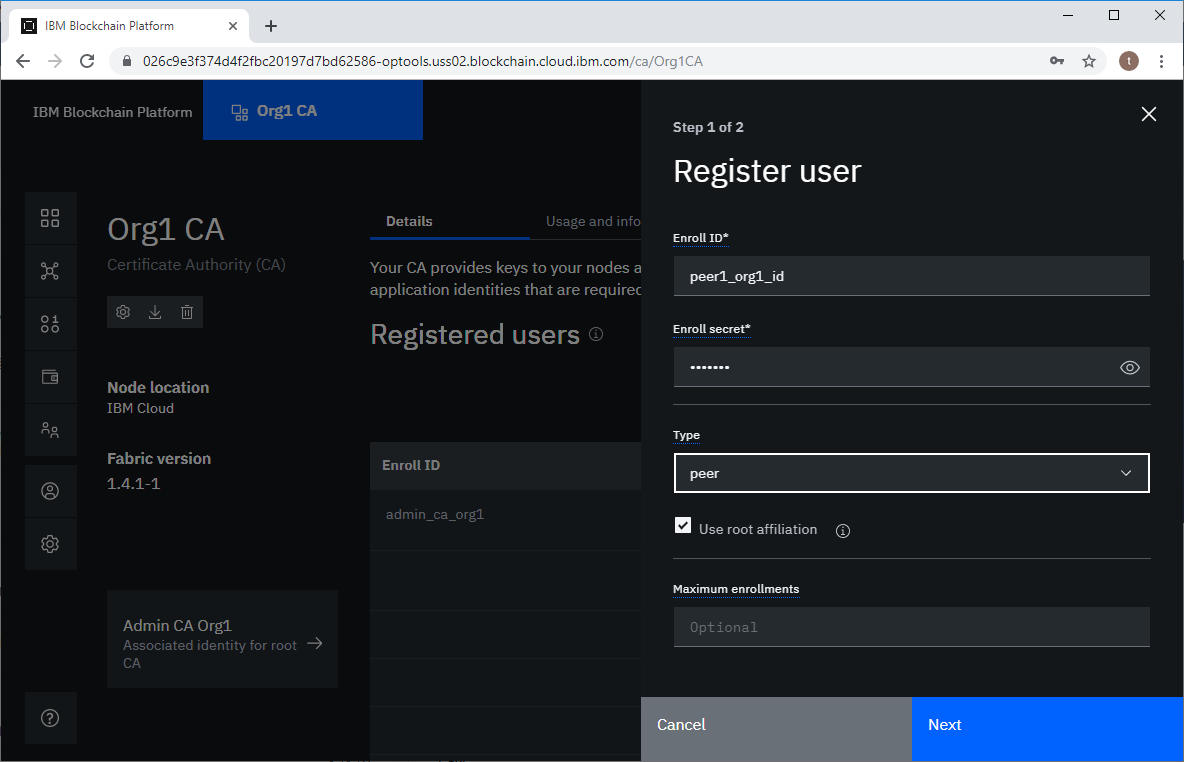 IBM Blockchain Platform
026c9e3f374d4f2fbc20197d7bd62586-optools.uss02.blockchain.cloud.ibm.com/ca/Org1CA
t
IBM Blockchain Platform
Org1 CA
Org1 CA
Certificate Authority (CA)
Node location
IBM Cloud
Fabric version
1.4.1-1
Admin CA Org1
Associated identity for root
CA
Details
Usage and info
Your CA provides keys to your nodes a
application identities that are required
Registered users
Enroll ID
admin_ca_org1
Step 1 of 2
Register user
Enroll ID*
peer1_org1_id
Enroll secret*
•••••••
Type
peer
Use root affiliation
Maximum enrollments
Optional
Cancel
Next